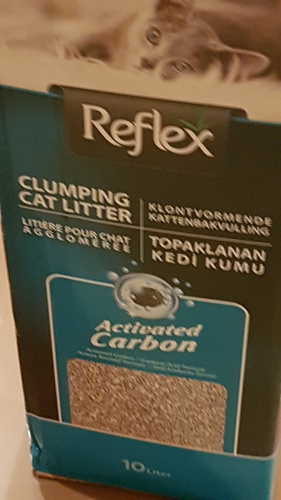 Reflex
CLUMPING
CAT LITTER
KLONTVORMENDE
KATTENBAKVULLING
LITIÈRE POUR CHAT
AGGLOMÉRÉE
TOPAKLANAN
KEDİ KUMU
Activated
Carbon
10 Liter